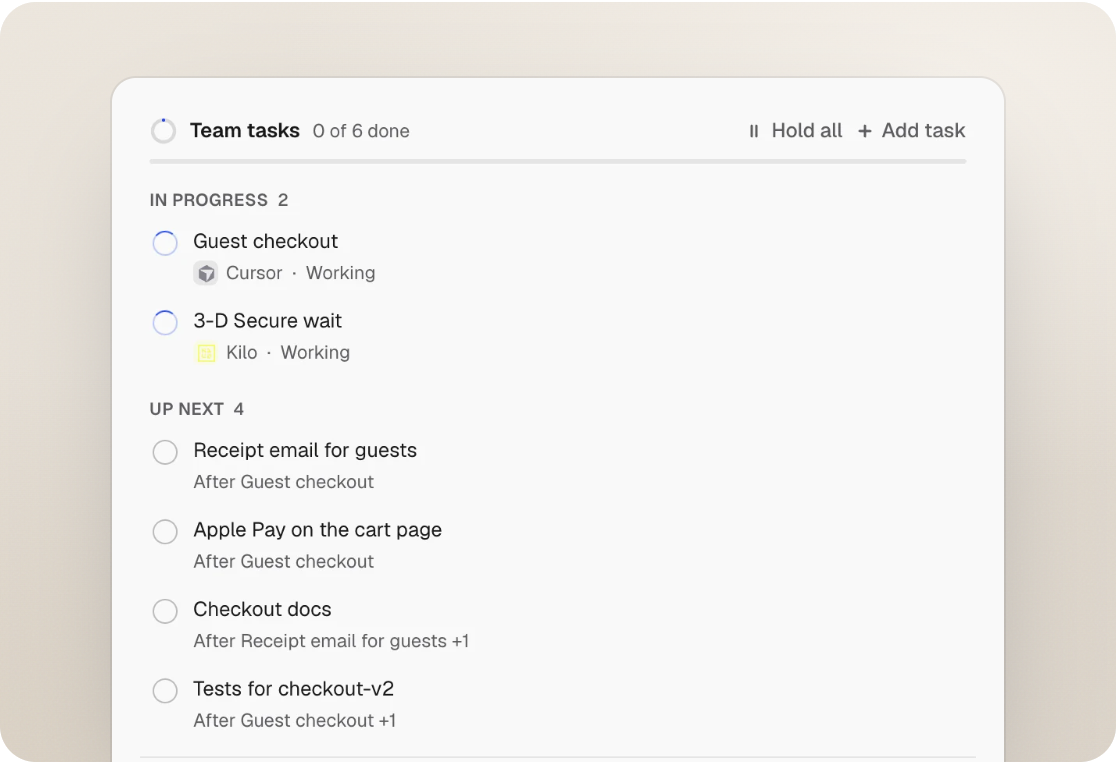 Team tasks 0 of 6 done
Hold all
Add task
IN PROGRESS 2
Guest checkout
Cursor · Working
3-D Secure wait
Kilo · Working
UP NEXT 4
Receipt email for guests
After Guest checkout
Apple Pay on the cart page
After Guest checkout
Checkout docs
After Receipt email for guests +1
Tests for checkout-v2
After Guest checkout +1